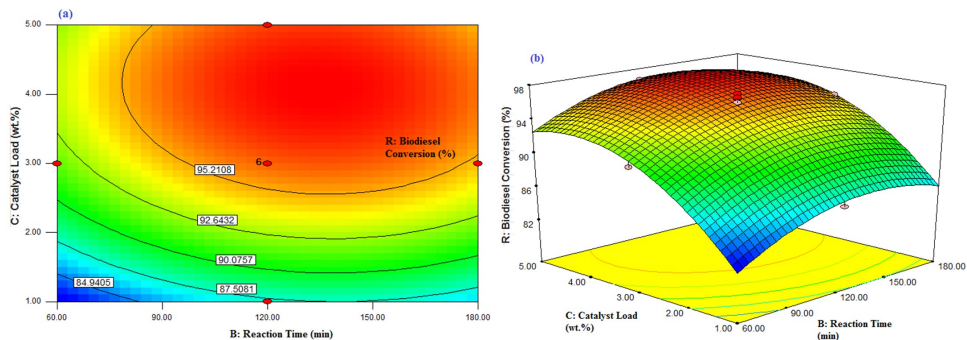 (a)
5.00
4.00
3.00
2.00
1.00
C: Catalyst Load (wt.%)
60.00
90.00
120.00
150.00
180.00
B: Reaction Time (min)
R: Biodiesel
Conversion (%)
6
95.2108
92.6432
90.0757
87.5081
84.9405
(b)
98
94
90
86
82
R: Biodiesel Conversion (%)
5.00
4.00
3.00
2.00
1.00
C: Catalyst Load
(wt.%)
60.00
90.00
120.00
150.00
180.00
B: Reaction Time
(min)